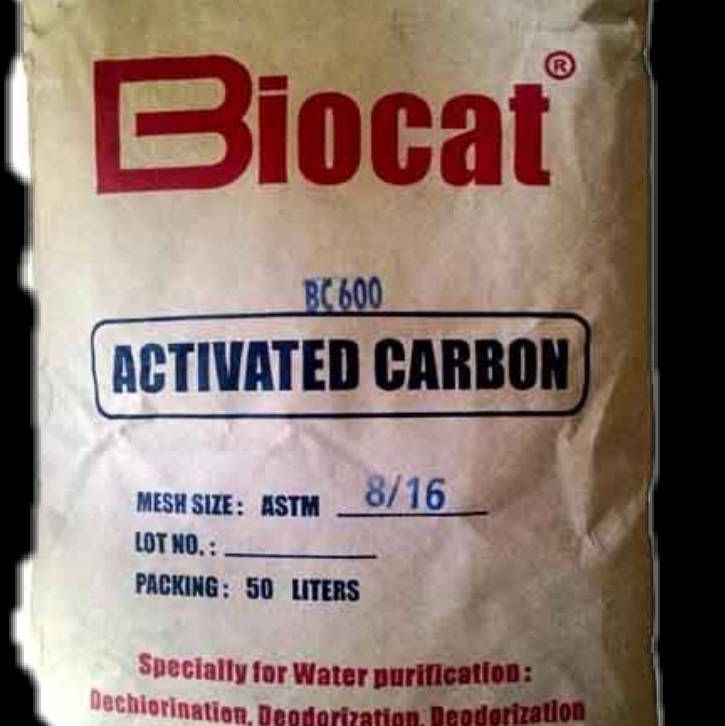 Biocat®
BC600
ACTIVATED CARBON
MESH SIZE : ASTM 8/16
LOT NO. :
PACKING : 50 LITERS
Specially for Water purification :
Dechlorination, Deodorization, Deodorization